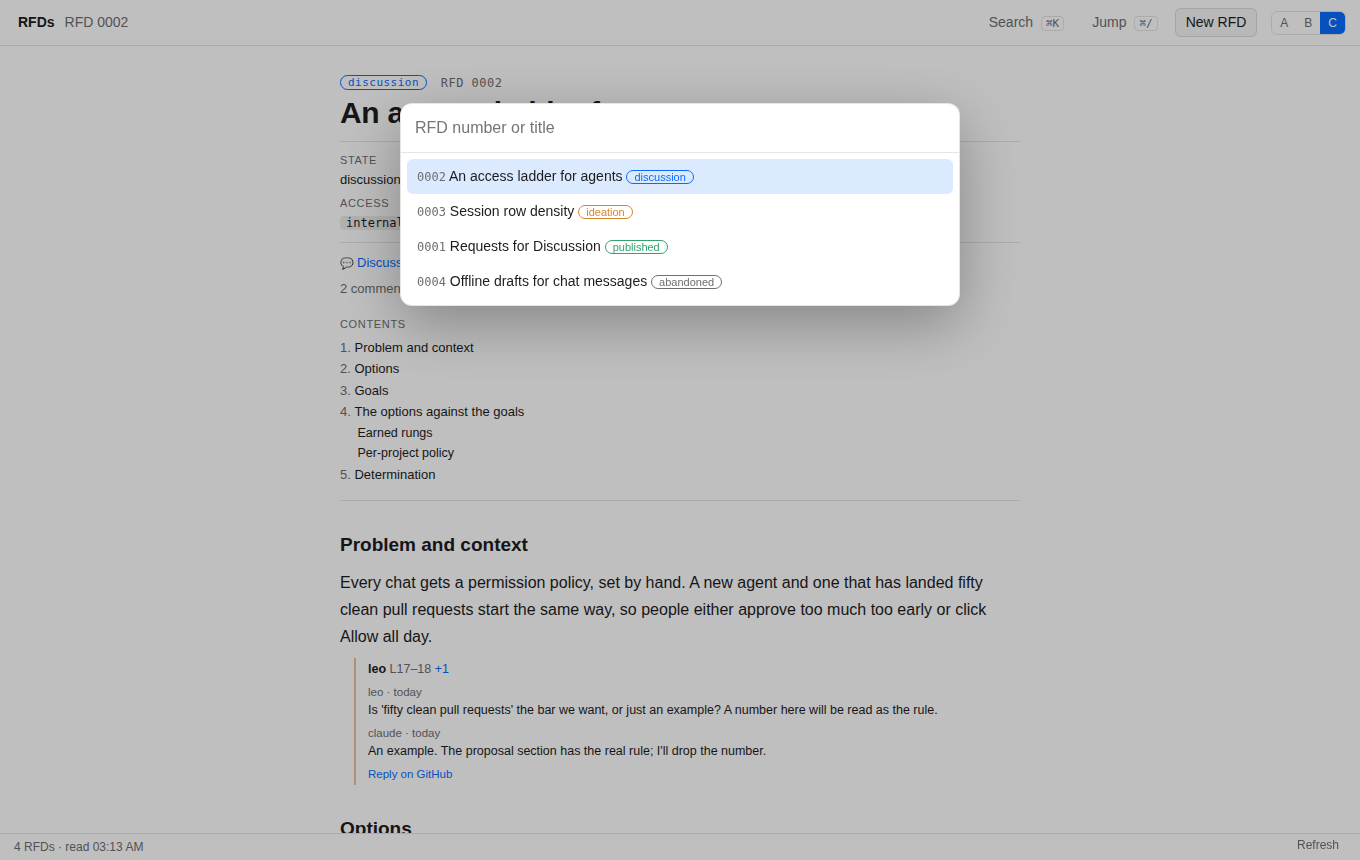 RFDs RFD 0002 Search ⌘K Jump ⌘/ New RFD A B C
discussion RFD 0002
An a
RFD number or title
STATE
discussion
0002 An access ladder for agents discussion
ACCESS
0003 Session row density ideation
internal
0001 Requests for Discussion published
💬 Discuss
0004 Offline drafts for chat messages abandoned
2 commen
CONTENTS
1. Problem and context
2. Options
3. Goals
4. The options against the goals
Earned rungs
Per-project policy
5. Determination
Problem and context
Every chat gets a permission policy, set by hand. A new agent and one that has landed fifty
clean pull requests start the same way, so people either approve too much too early or click
Allow all day.
leo L17–18 +1
leo · today
Is 'fifty clean pull requests' the bar we want, or just an example? A number here will be read as the rule.
claude · today
An example. The proposal section has the real rule; I'll drop the number.
Reply on GitHub
Options
4 RFDs · read 03:13 AM Refresh